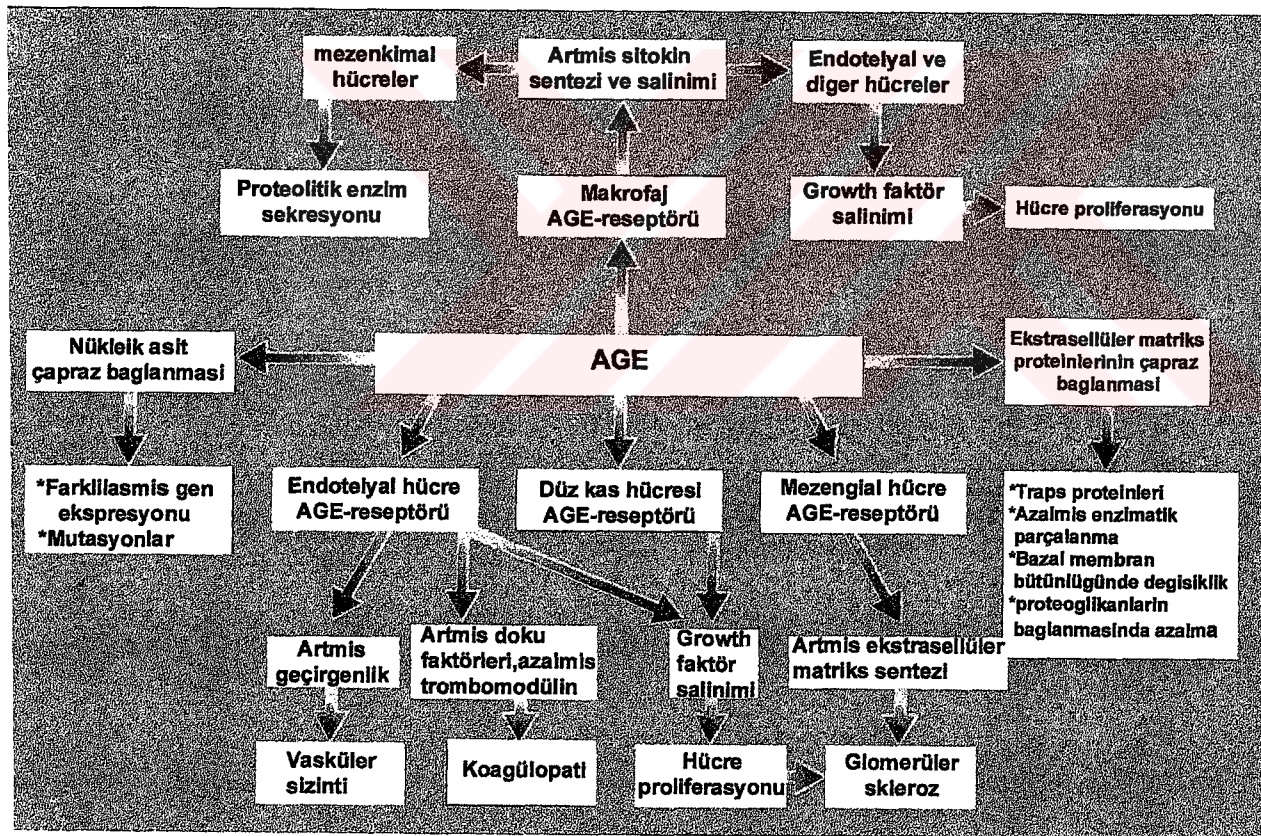 mezenkimal
hücreler
Artmis sitokin
sentezi ve salinimi
Endotelyal ve
diger hücreler
Proteolitik enzim
sekresyonu
Makrofaj
AGE-reseptörü
Growth faktör
salinimi
Hücre proliferasyonu
Nükleik asit
çapraz baglanmasi
AGE
Ekstrasellüler matriks
proteinlerinin çapraz
baglanmasi
*Farklilasmis gen
ekspresyonu
*Mutasyonlar
Endotelyal hücre
AGE-reseptörü
Düz kas hücresi
AGE-reseptörü
Mezengial hücre
AGE-reseptörü
*Traps proteinleri
*Azalmis enzimatik
parçalanma
*Bazal membran
bütünlügünde degisiklik
*proteoglikanlarin
baglanmasinda azalma
Artmis
geçirgenlik
Artmis doku
faktörleri,azalmis
trombomodülin
Growth
faktör
salinimi
Artmis ekstrasellüler
matriks sentezi
Vasküler
sizinti
Koagülopati
Hücre
proliferasyonu
Glomerüler
skleroz